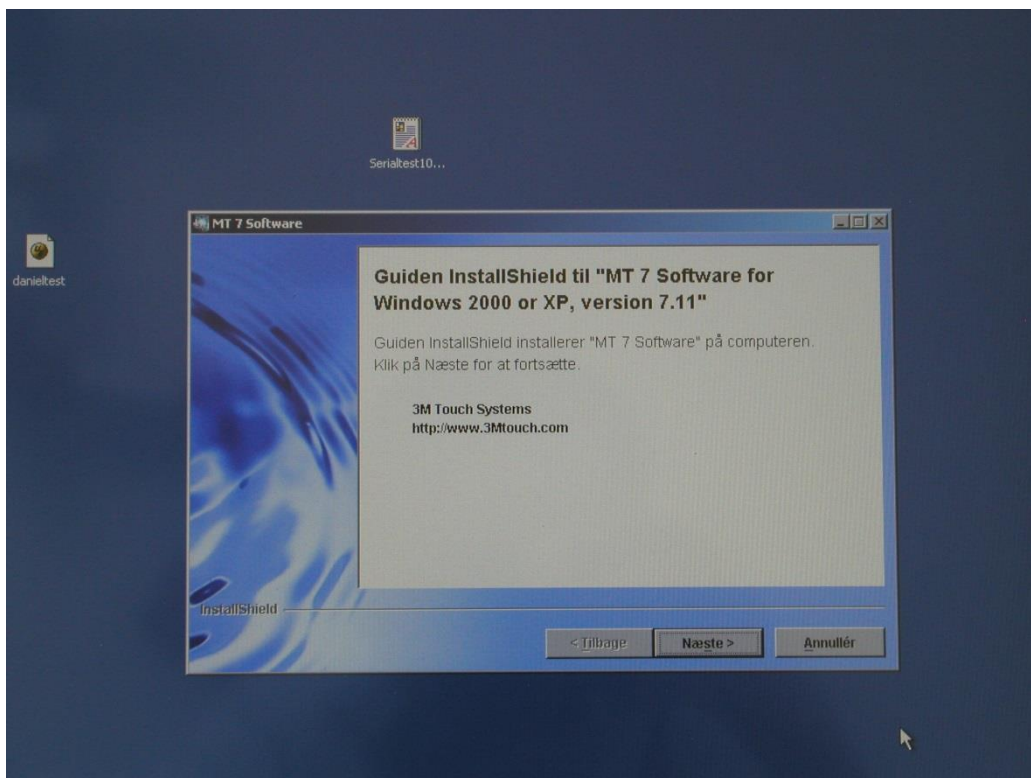 Serialtest10...
danieltest
MT 7 Software
Guiden InstallShield til "MT 7 Software for
Windows 2000 or XP, version 7.11"
Guiden InstallShield installerer "MT 7 Software" på computeren.
Klik på Næste for at fortsætte.
3M Touch Systems
http://www.3Mtouch.com
InstallShield
< Tilbage
Næste >
Annullér